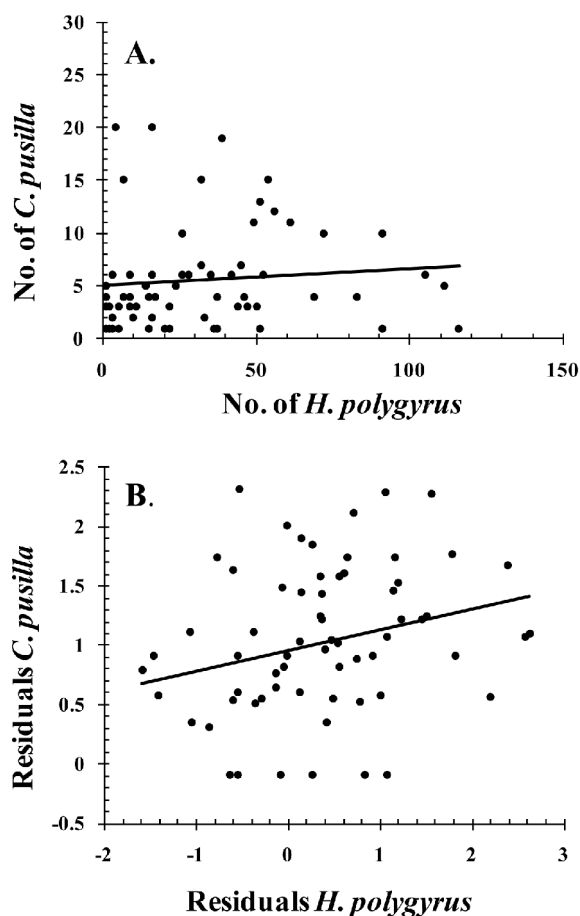 A.
30
25
20
15
10
5
0
No. of C. pusilla
0 50 100 150
No. of H. polygyrus
B.
2.5
2
1.5
1
0.5
0
-0.5
Residuals C. pusilla
-2 -1 0 1 2 3
Residuals H. polygyrus